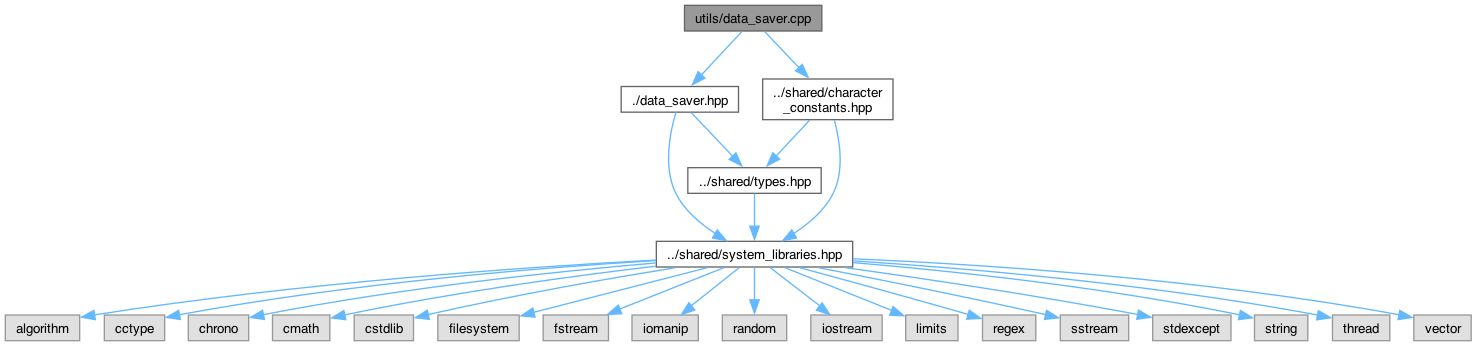 utils/data_saver.cpp
./data_saver.hpp
../shared/character
_constants.hpp
../shared/types.hpp
../shared/system_libraries.hpp
algorithm
cctype
chrono
cmath
cstdlib
filesystem
fstream
iomanip
random
iostream
limits
regex
sstream
stdexcept
string
thread
vector